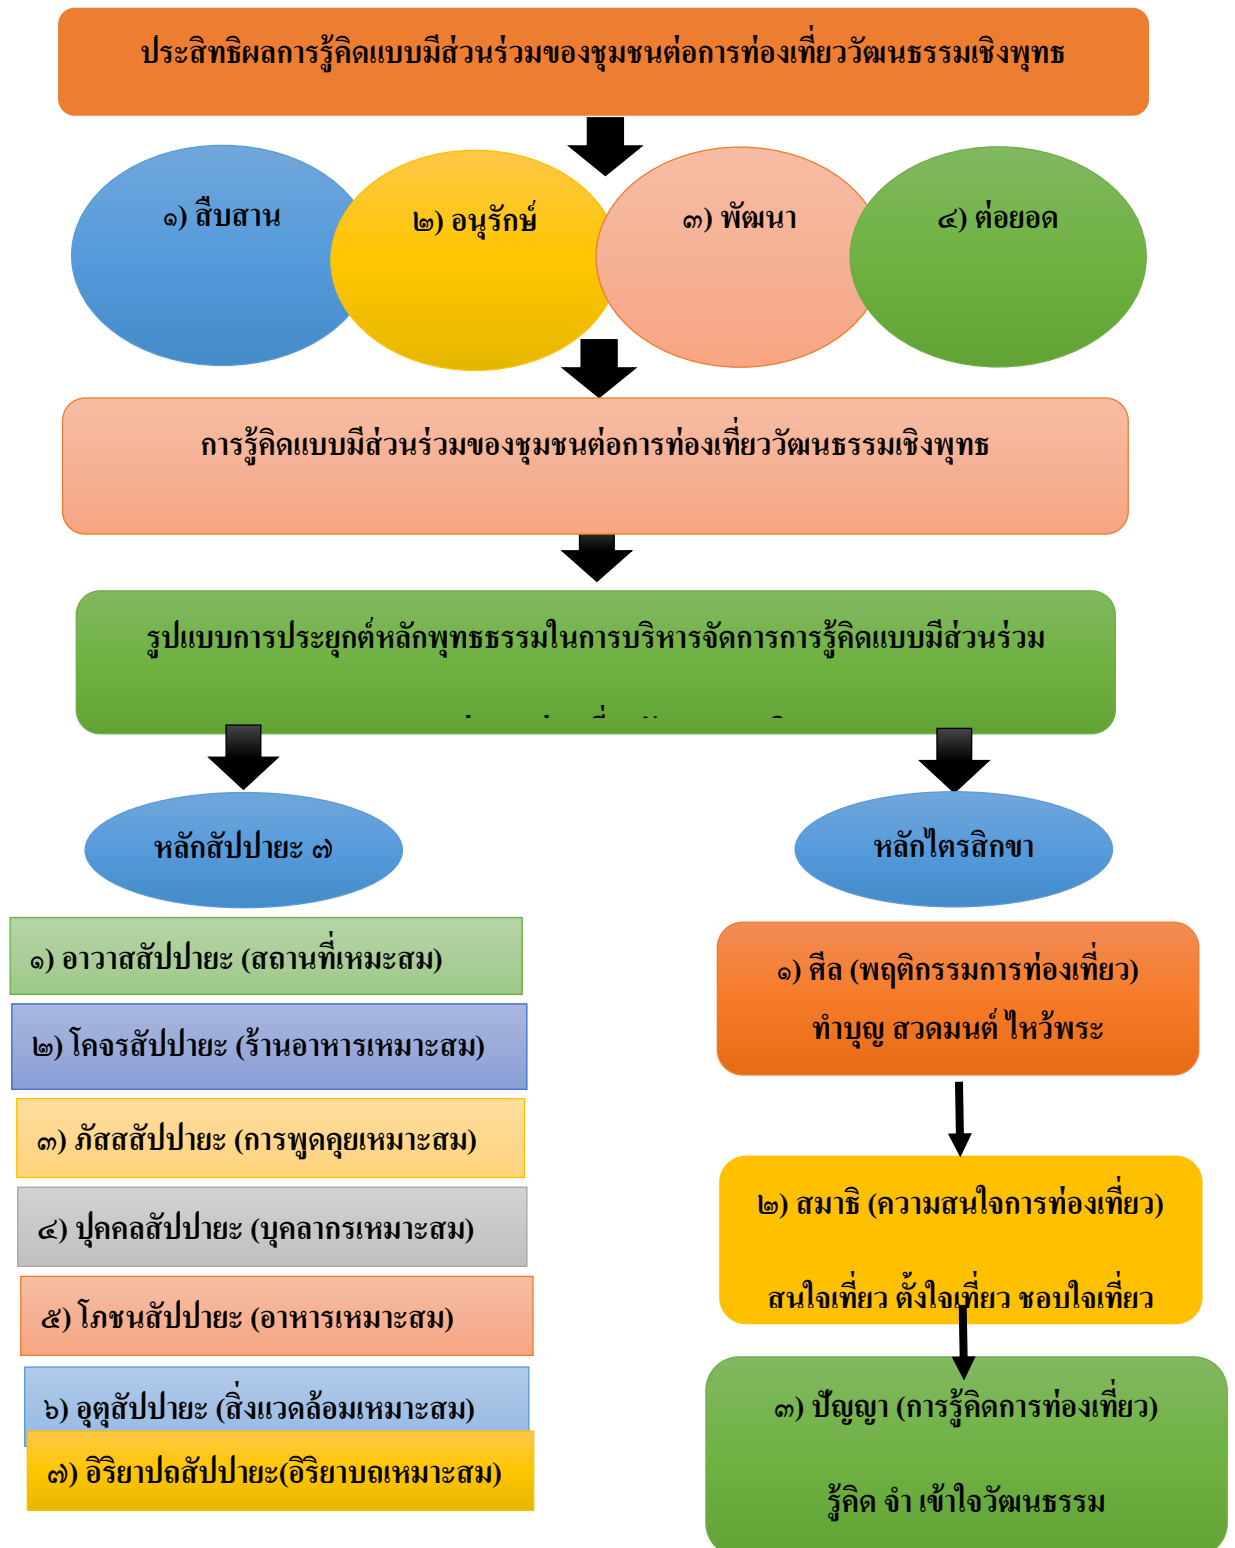 ประสิทธิผลการรู้คิดแบบมีส่วนร่วมของชุมชนต่อการท่องเที่ยววัฒนธรรมเชิงพุทธ
๑) สืบสาน
๒) อนุรักษ์
๓) พัฒนา
๔) ต่อยอด
การรู้คิดแบบมีส่วนร่วมของชุมชนต่อการท่องเที่ยววัฒนธรรมเชิงพุทธ
รูปแบบการประยุกต์หลักพุทธธรรมในการบริหารจัดการการรู้คิดแบบมีส่วนร่วม
หลักสัปปายะ ๗
๑) อาวาสสัปปายะ (สถานที่เหมะสม)
๒) โคจรสัปปายะ (ร้านอาหารเหมาะสม)
๓) ภัสสสัปปายะ (การพูดคุยเหมาะสม)
๔) ปุคคลสัปปายะ (บุคลากรเหมาะสม)
๕) โภชนสัปปายะ (อาหารเหมาะสม)
๖) อุตุสัปปายะ (สิ่งแวดล้อมเหมาะสม)
๗) อิริยาปถสัปปายะ(อิริยาบถเหมาะสม)
หลักไตรสิกขา
๑) ศีล (พฤติกรรมการท่องเที่ยว)
ทำบุญ สวดมนต์ ไหว้พระ
๒) สมาธิ (ความสนใจการท่องเที่ยว)
สนใจเที่ยว ตั้งใจเที่ยว ชอบใจเที่ยว
๓) ปัญญา (การรู้คิดการท่องเที่ยว)
รู้คิด จำ เข้าใจวัฒนธรรม